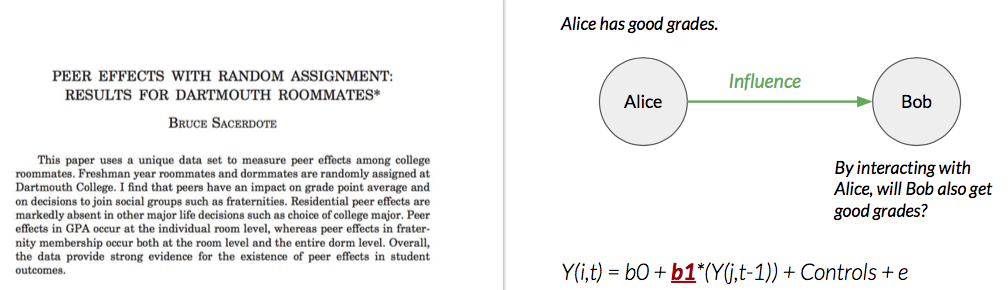 PEER EFFECTS WITH RANDOM ASSIGNMENT:
RESULTS FOR DARTMOUTH ROOMMATES*
BRUCE SACERDOTE
This paper uses a unique data set to measure peer effects among college
roommates. Freshman year roommates and dormmates are randomly assigned at
Dartmouth College. I find that peers have an impact on grade point average and
on decisions to join social groups such as fraternities. Residential peer effects are
markedly absent in other major life decisions such as choice of college major. Peer
effects in GPA occur at the individual room level, whereas peer effects in frater-
nity membership occur both at the room level and the entire dorm level. Overall,
the data provide strong evidence for the existence of peer effects in student
outcomes.
Alice has good grades.
Influence
Alice
Bob
By interacting with
Alice, will Bob also get
good grades?
Y(i,t) = b0 + b1*(Y(j,t-1)) + Controls + e